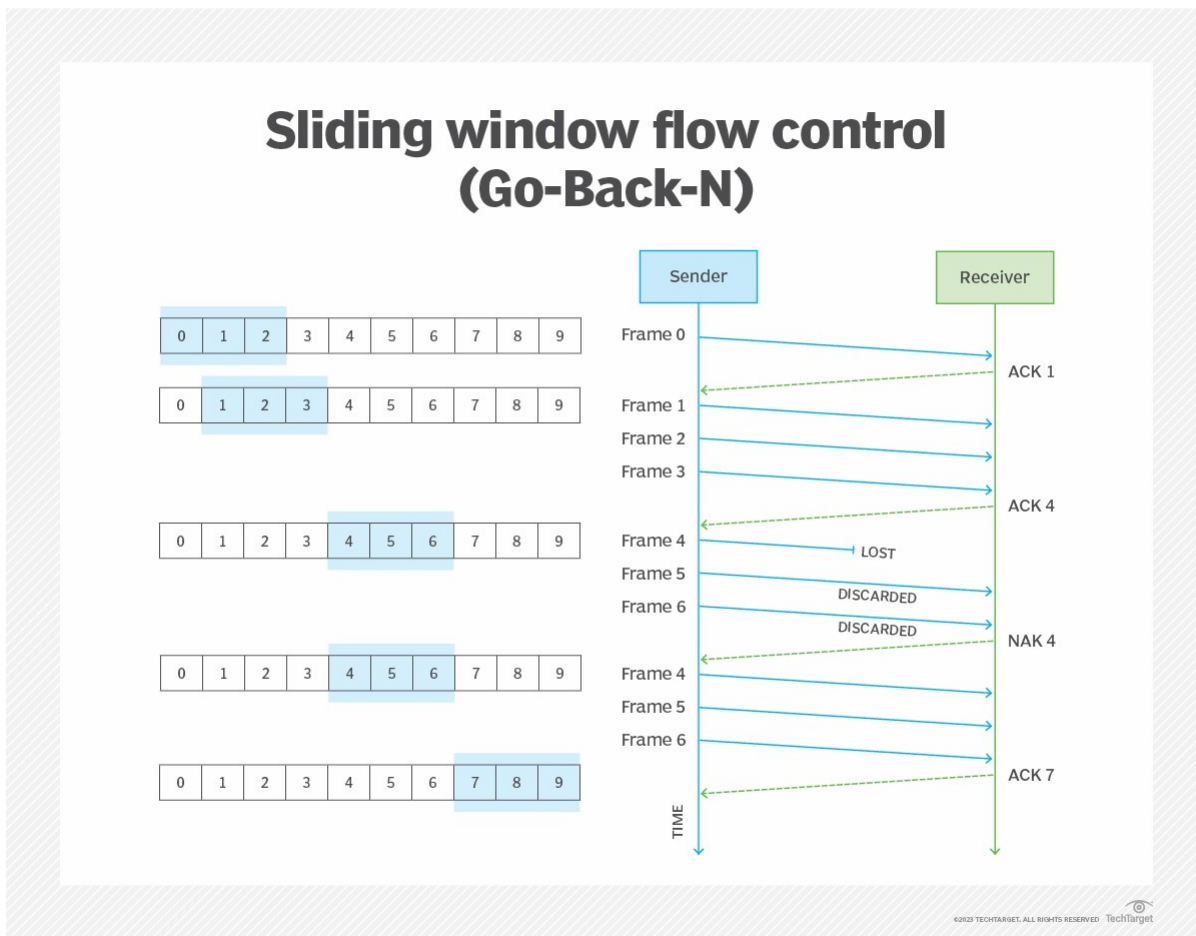 Sliding window flow control
(Go-Back-N)
Sender
Receiver
0 1 2 3 4 5 6 7 8 9
Frame 0
ACK 1
0 1 2 3 4 5 6 7 8 9
Frame 1
Frame 2
Frame 3
ACK 4
0 1 2 3 4 5 6 7 8 9
Frame 4
LOST
Frame 5
DISCARDED
Frame 6
DISCARDED
NAK 4
0 1 2 3 4 5 6 7 8 9
Frame 4
Frame 5
Frame 6
ACK 7
0 1 2 3 4 5 6 7 8 9
TIME
©2023 TECHTARGET. ALL RIGHTS RESERVED TechTarget